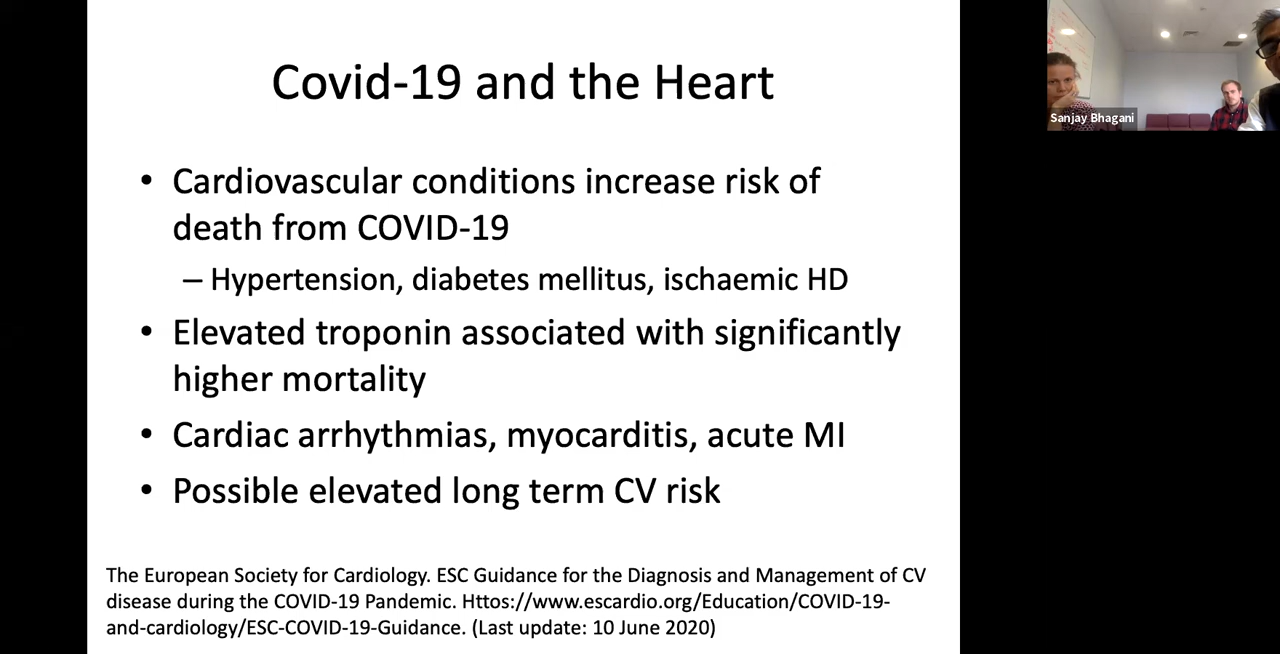 Covid-19 and the Heart
• Cardiovascular conditions increase risk of
death from COVID-19
– Hypertension, diabetes mellitus, ischaemic HD
• Elevated troponin associated with significantly
higher mortality
• Cardiac arrhythmias, myocarditis, acute MI
• Possible elevated long term CV risk
The European Society for Cardiology. ESC Guidance for the Diagnosis and Management of CV
disease during the COVID-19 Pandemic. Httos://www.escardio.org/Education/COVID-19-
and-cardiology/ESC-COVID-19-Guidance. (Last update: 10 June 2020)
Sanjay Bhagani